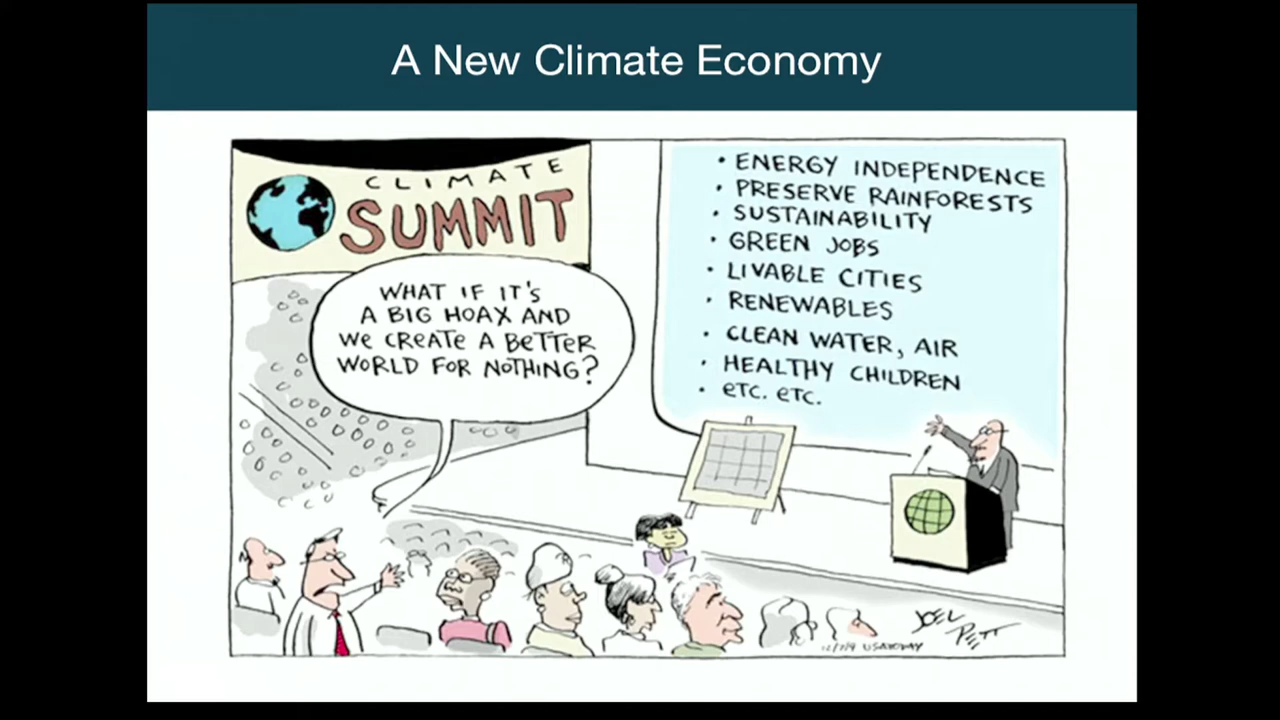 A New Climate Economy
CLIMATE
SUMMIT
WHAT IF IT'S
A BIG HOAX AND
WE CREATE A BETTER
WORLD FOR NOTHING?
• ENERGY INDEPENDENCE
• PRESERVE RAINFORESTS
• SUSTAINABILITY
• GREEN JOBS
• LIVABLE CITIES
• RENEWABLES
• CLEAN WATER, AIR
• HEALTHY CHILDREN
• ETC. ETC.
JOEL
PETT
USA TODAY